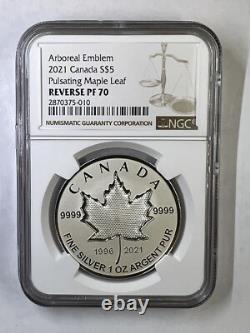 Arboreal Emblem
2021 Canada S$5
Pulsating Maple Leaf
REVERSE PF 70
2870375-010
NUMISMATIC GUARANTY CORPORATION
NGC
CANADA
9999
9999
1996 2021
FINE SILVER 1 OZ ARGENT PUR